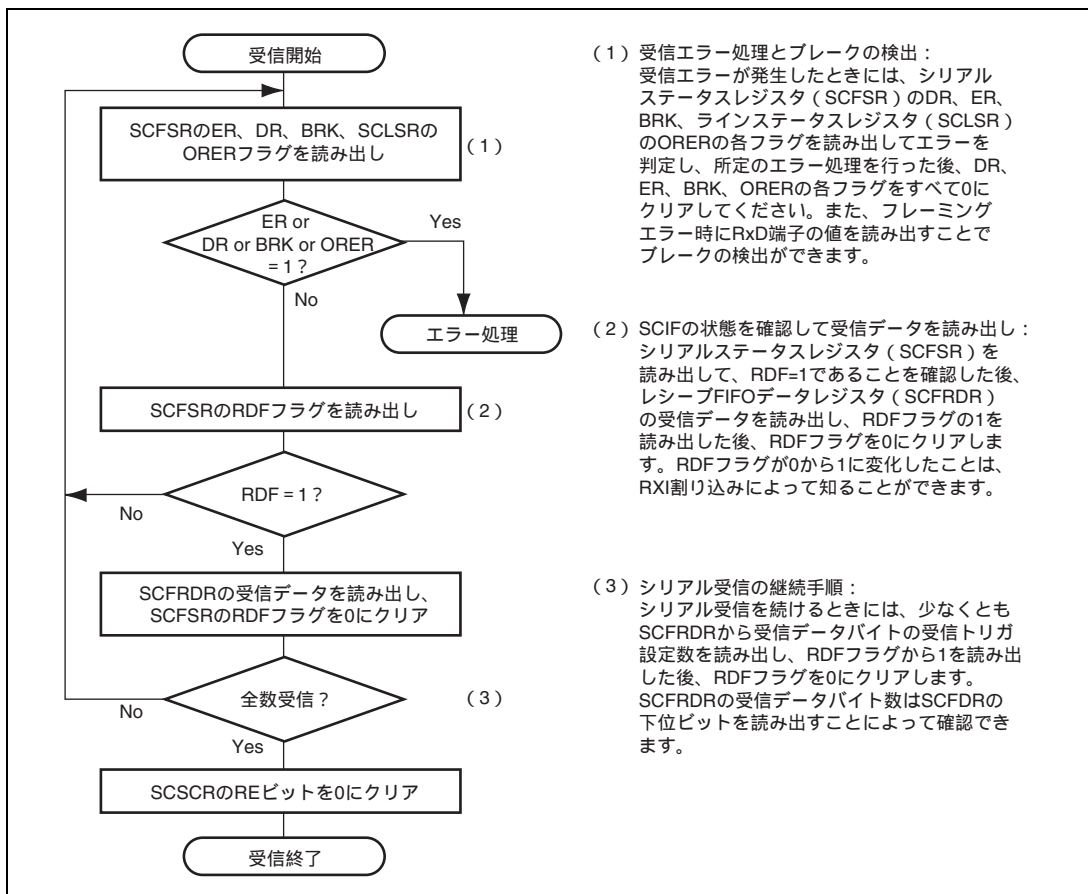 受信開始
SCFSRのER、DR、BRK、SCLSRの
ORERフラグを読み出し
（1）
ER or
DR or BRK or ORER
= 1？
Yes
No
エラー処理
SCFSRのRDFフラグを読み出し
（2）
RDF = 1？
No
Yes
SCFRDRの受信データを読み出し、
SCFSRのRDFフラグを0にクリア
全数受信？
（3）
No
Yes
SCSCRのREビットを0にクリア
受信終了
（1）受信エラー処理とブレークの検出：
受信エラーが発生したときには、シリアル
ステータスレジスタ（SCFSR）のDR、ER、
BRK、ラインステータスレジスタ（SCLSR）
のORERの各フラグを読み出してエラーを
判定し、所定のエラー処理を行った後、DR、
ER、BRK、ORERの各フラグをすべて0に
クリアしてください。また、フレーミング
エラー時にRxD端子の値を読み出すことで
ブレークの検出ができます。
（2）SCIFの状態を確認して受信データを読み出し：
シリアルステータスレジスタ（SCFSR）を
読み出して、RDF=1であることを確認した後、
レシーブFIFOデータレジスタ（SCFRDR）
の受信データを読み出し、RDFフラグの1を
読み出した後、RDFフラグを0にクリアしま
す。RDFフラグが0から1に変化したことは、
RXI割り込みによって知ることができます。
（3）シリアル受信の継続手順：
シリアル受信を続けるときには、少なくとも
SCFRDRから受信データバイトの受信トリガ
設定数を読み出し、RDFフラグから1を読み出
した後、RDFフラグを0にクリアします。
SCFRDRの受信データバイト数はSCFDRの
下位ビットを読み出すことによって確認でき
ます。